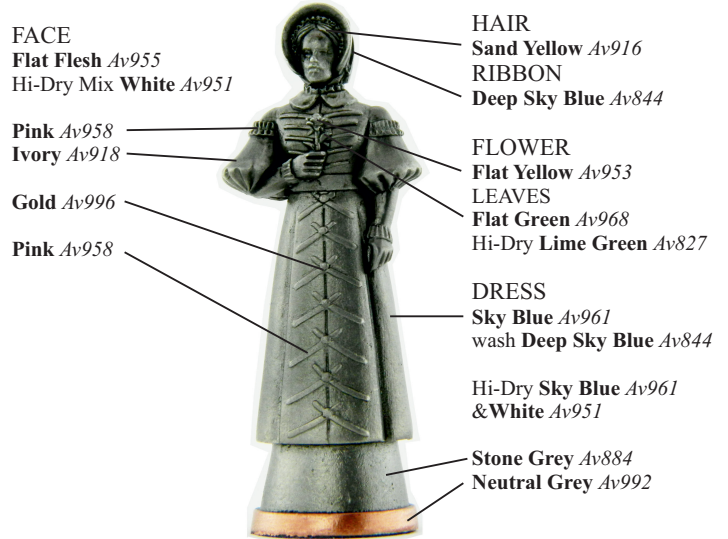 FACE
Flat Flesh Av955
Hi-Dry Mix White Av951
Pink Av958
Ivory Av918
Gold Av996
Pink Av958
HAIR
Sand Yellow Av916
RIBBON
Deep Sky Blue Av844
FLOWER
Flat Yellow Av953
LEAVES
Flat Green Av968
Hi-Dry Lime Green Av827
DRESS
Sky Blue Av961
wash Deep Sky Blue Av844
Hi-Dry Sky Blue Av961
&White Av951
Stone Grey Av884
Neutral Grey Av992